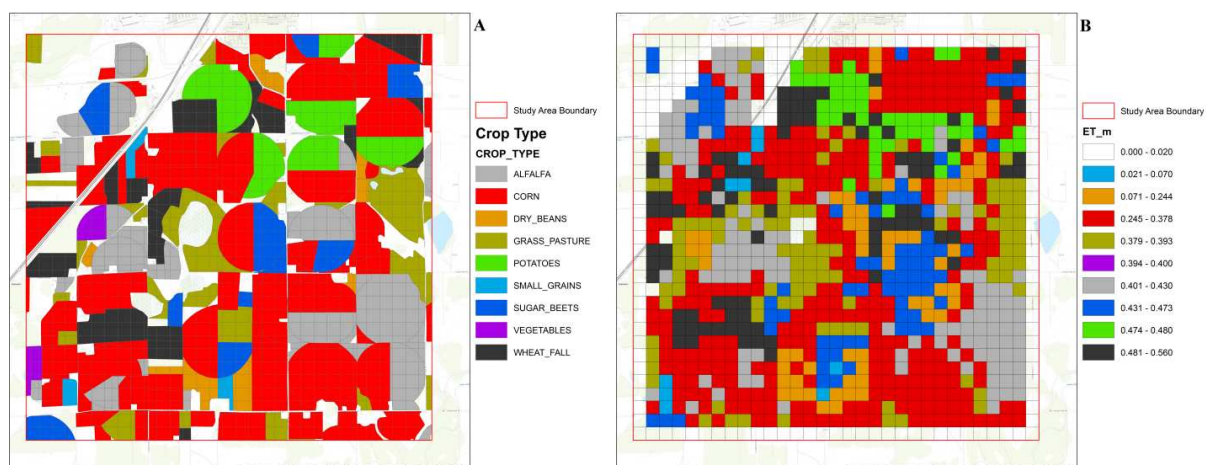 A
Study Area Boundary
Crop Type
CROP_TYPE
ALFALFA
CORN
DRY_BEANS
GRASS_PASTURE
POTATOES
SMALL_GRAINS
SUGAR_BEETS
VEGETABLES
WHEAT_FALL
B
Study Area Boundary
ET_m
0.000 - 0.020
0.021 - 0.070
0.071 - 0.244
0.245 - 0.378
0.379 - 0.393
0.394 - 0.400
0.401 - 0.430
0.431 - 0.473
0.474 - 0.480
0.481 - 0.560